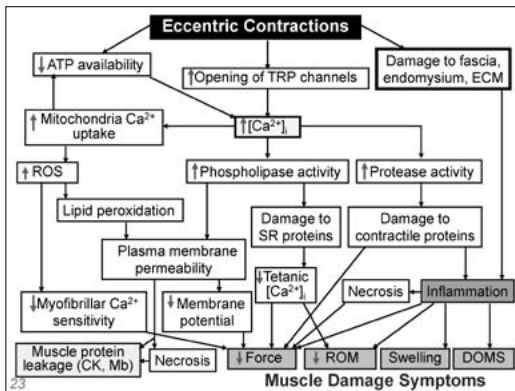 Eccentric Contractions
↓ATP availability
↑Opening of TRP channels
Damage to fascia,
endomysium, ECM
↑Mitochondria Ca²⁺
uptake
↑[Ca²⁺]ᵢ
↑ROS
↑Phospholipase activity
↑Protease activity
Lipid peroxidation
Damage to
SR proteins
Damage to
contractile proteins
Plasma membrane
permeability
↓Tetanic
[Ca²⁺]ᵢ
Necrosis
Inflammation
↓Myofibrillar Ca²⁺
sensitivity
↓Membrane
potential
Muscle protein
leakage (CK, Mb)
Necrosis
↓Force
↓ROM
Swelling
DOMS
23
Muscle Damage Symptoms